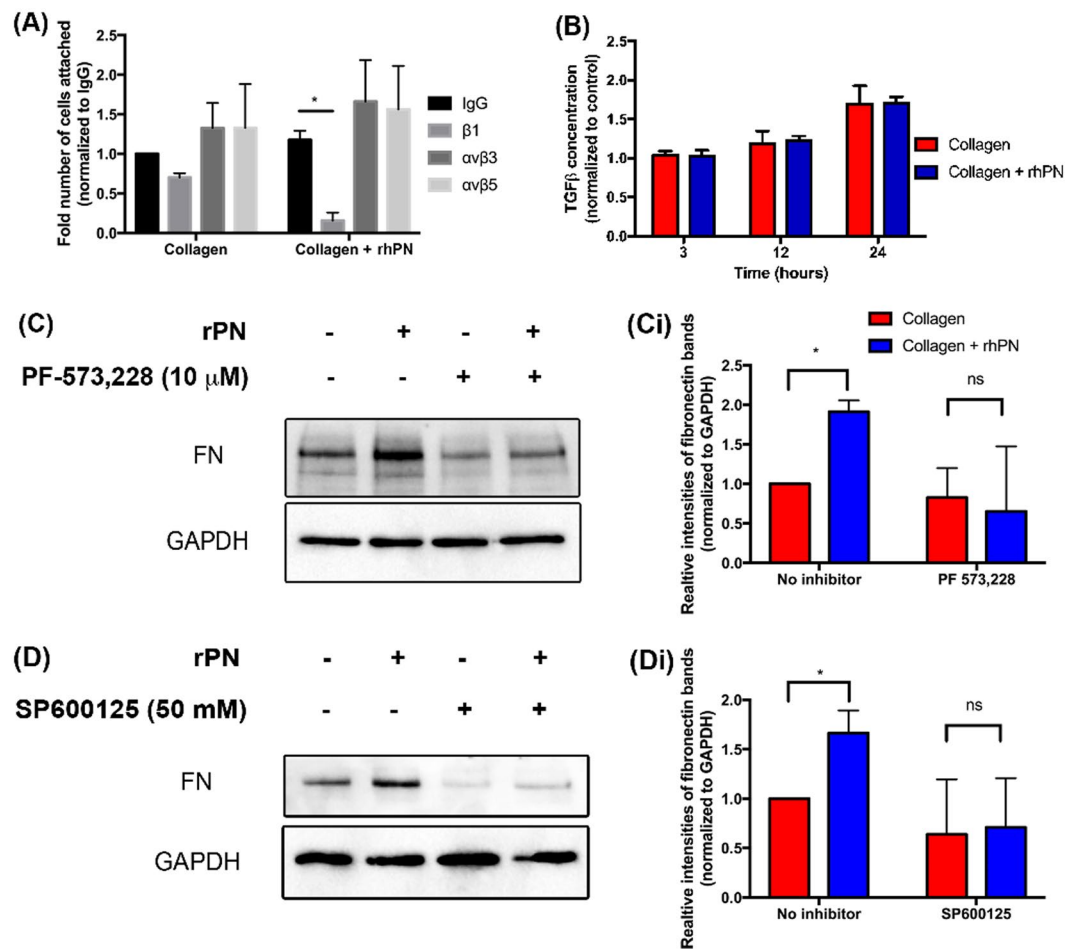 (A)
Fold number of cells attached
(normalized to IgG)
2.5
2.0
1.5
1.0
0.5
0.0
Collagen
Collagen + rhPN
*
IgG
β1
αvβ3
αvβ5
(B)
TGFβ concentration
(normalized to control)
2.5
2.0
1.5
1.0
0.5
0.0
3
12
24
Time (hours)
Collagen
Collagen + rhPN
(C)
rPN
- + - +
PF-573,228 (10 μM)
- - + +
FN
GAPDH
(Ci)
Collagen
Collagen + rhPN
Realtive intensities of fibronectin bands
(normalized to GAPDH)
2.5
2.0
1.5
1.0
0.5
0.0
*
ns
No inhibitor
PF 573,228
(D)
rPN
- + - +
SP600125 (50 mM)
- - + +
FN
GAPDH
(Di)
Realtive intensities of fibronectin bands
(normalized to GAPDH)
2.0
1.5
1.0
0.5
0.0
*
ns
No inhibitor
SP600125